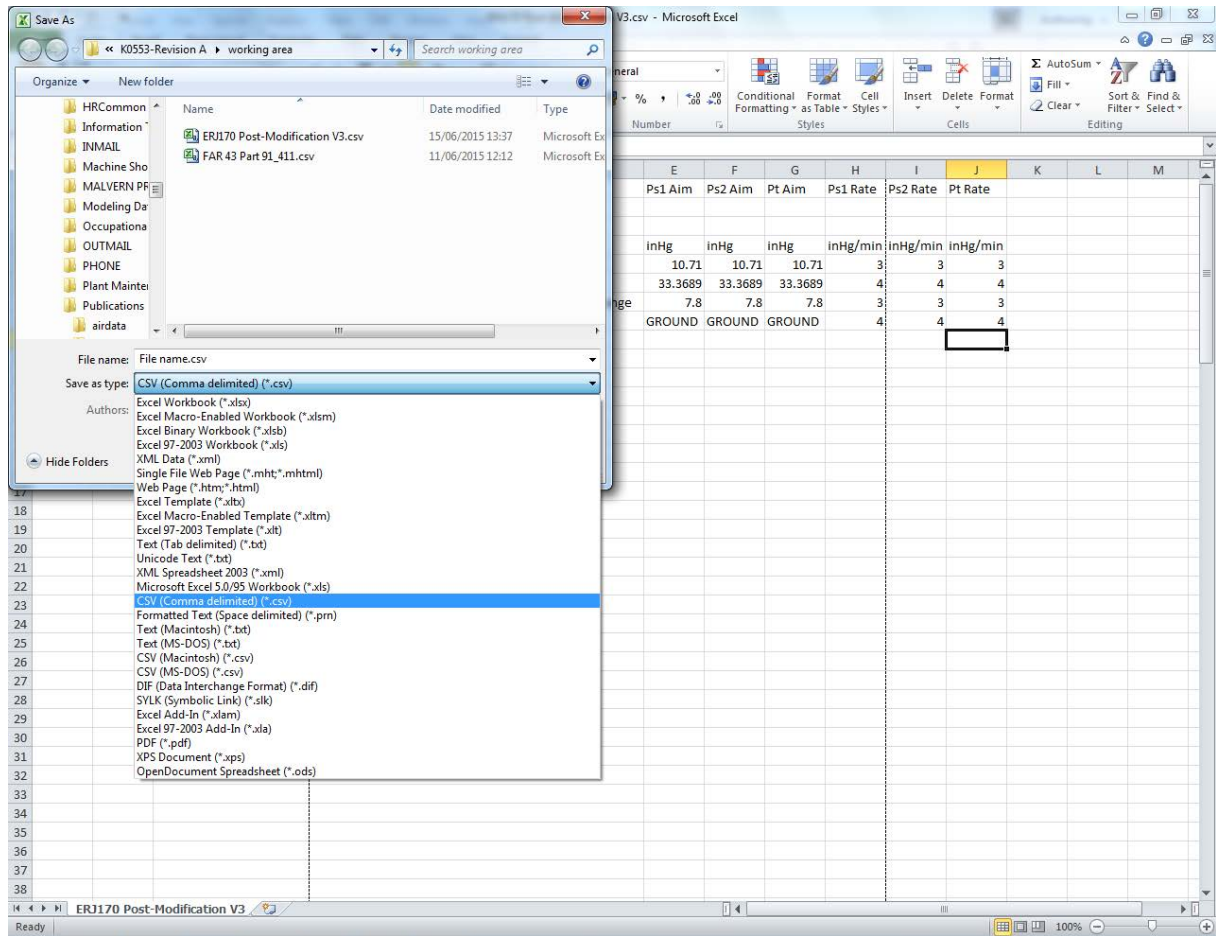 Save As
V3.csv - Microsoft Excel
« K0553-Revision A ▸ working area
Search working area
Organize
New folder
HRCommon
Information
INMAIL
Machine Sho
MALVERN PR
Modeling Da
Occupationa
OUTMAIL
PHONE
Plant Mainte
Publications
airdata
Name
Date modified
Type
ERJ170 Post-Modification V3.csv 15/06/2015 13:37 Microsoft Ex
FAR 43 Part 91_411.csv 11/06/2015 12:12 Microsoft Ex
File name: File name.csv
Save as type: CSV (Comma delimited) (*.csv)
Authors:
Hide Folders
Excel Workbook (*.xlsx)
Excel Macro-Enabled Workbook (*.xlsm)
Excel Binary Workbook (*.xlsb)
Excel 97-2003 Workbook (*.xls)
XML Data (*.xml)
Single File Web Page (*.mht;*.mhtml)
Web Page (*.htm;*.html)
Excel Template (*.xltx)
Excel Macro-Enabled Template (*.xltm)
Excel 97-2003 Template (*.xlt)
Text (Tab delimited) (*.txt)
Unicode Text (*.txt)
XML Spreadsheet 2003 (*.xml)
Microsoft Excel 5.0/95 Workbook (*.xls)
CSV (Comma delimited) (*.csv)
Formatted Text (Space delimited) (*.prn)
Text (Macintosh) (*.txt)
Text (MS-DOS) (*.txt)
CSV (Macintosh) (*.csv)
CSV (MS-DOS) (*.csv)
DIF (Data Interchange Format) (*.dif)
SYLK (Symbolic Link) (*.slk)
Excel Add-In (*.xlam)
Excel 97-2003 Add-In (*.xla)
PDF (*.pdf)
XPS Document (*.xps)
OpenDocument Spreadsheet (*.ods)
neral
% , .0 .00 .00 .0
Number
Conditional Formatting
Format as Table
Cell Styles
Styles
Insert Delete Format
Cells
Σ AutoSum
Fill
Clear
Sort & Filter
Find & Select
Editing
E F G H I J K L M
Ps1 Aim Ps2 Aim Pt Aim Ps1 Rate Ps2 Rate Pt Rate
inHg inHg inHg inHg/min inHg/min inHg/min
10.71 10.71 10.71 3 3 3
33.3689 33.3689 33.3689 4 4 4
nge 7.8 7.8 7.8 3 3 3
GROUND GROUND GROUND 4 4 4
17
18
19
20
21
22
23
24
25
26
27
28
29
30
31
32
33
34
35
36
37
38
ERJ170 Post-Modification V3
Ready
100%